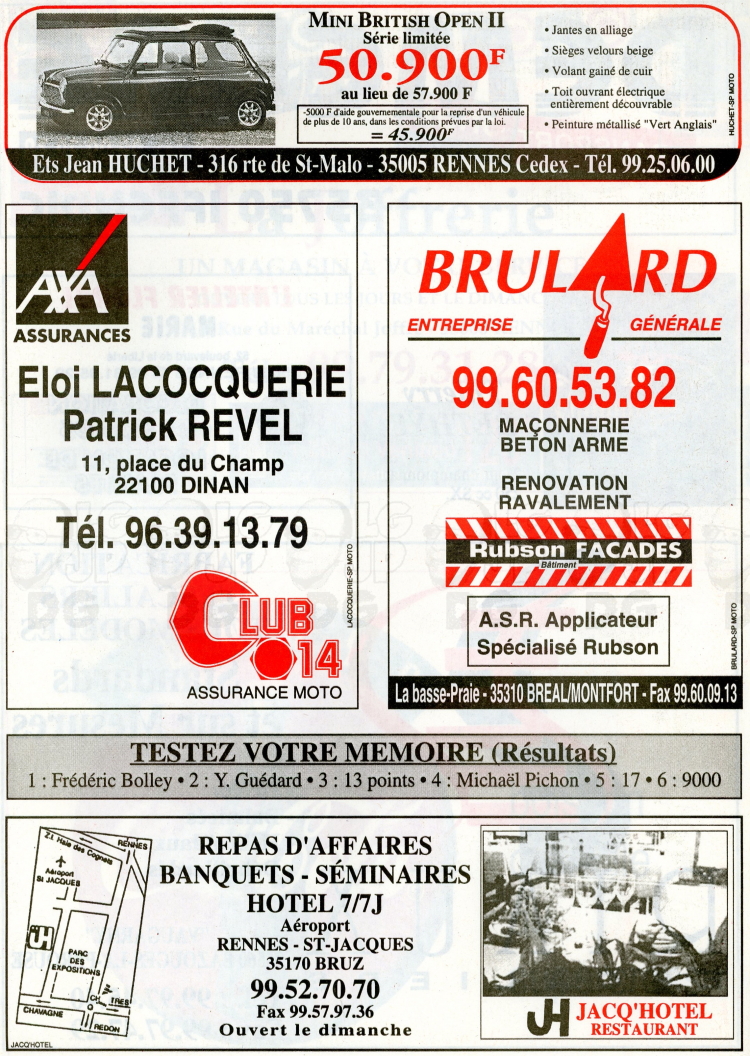 MINI BRITISH OPEN II
Série limitée
50.900F
au lieu de 57.900 F
-5000 F d'aide gouvernementale pour la reprise d'un véhicule
de plus de 10 ans, dans les conditions prévues par la loi.
= 45.900F
• Jantes en alliage
• Sièges velours beige
• Volant gainé de cuir
• Toit ouvrant électrique
entièrement découvrable
• Peinture métallisé "Vert Anglais"
HUCHET-SP MOTO
Ets Jean HUCHET - 316 rte de St-Malo - 35005 RENNES Cedex - Tél. 99.25.06.00
AXA
ASSURANCES
Eloi LACOCQUERIE
Patrick REVEL
11, place du Champ
22100 DINAN
Tél. 96.39.13.79
CLUB
14
ASSURANCE MOTO
LACOCQUERIE-SP MOTO
BRULARD
ENTREPRISE GÉNÉRALE
99.60.53.82
MAÇONNERIE
BETON ARME
RENOVATION
RAVALEMENT
Rubson FACADES
Bâtiment
A.S.R. Applicateur
Spécialisé Rubson
BRULARD-SP MOTO
La basse-Praie - 35310 BREAL/MONTFORT - Fax 99.60.09.13
TESTEZ VOTRE MEMOIRE (Résultats)
1 : Frédéric Bolley • 2 : Y. Guédard • 3 : 13 points • 4 : Michaël Pichon • 5 : 17 • 6 : 9000
Z.I. Haie des Cognets
RENNES
Aéroport
St JACQUES
JH
PARC
DES
EXPOSITIONS
CHAVAGNE
REDON
JACQ'HOTEL
REPAS D'AFFAIRES
BANQUETS - SÉMINAIRES
HOTEL 7/7J
Aéroport
RENNES - ST-JACQUES
35170 BRUZ
99.52.70.70
Fax 99.57.97.36
Ouvert le dimanche
JH JACQ'HOTEL
RESTAURANT